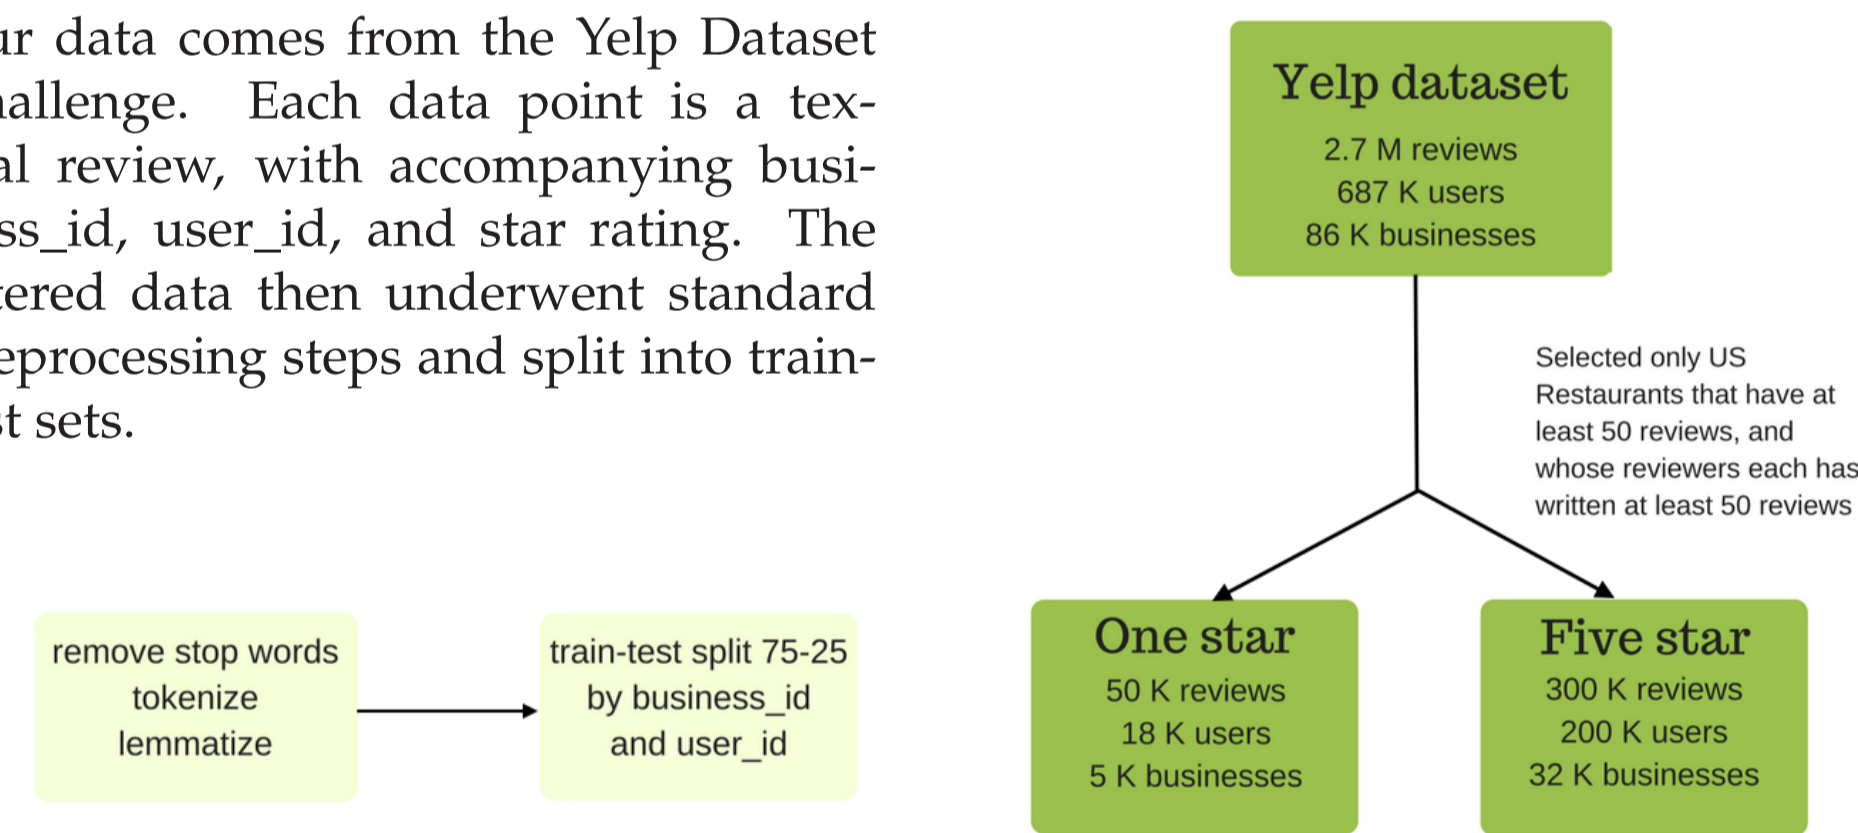 ur data comes from the Yelp Dataset
hallenge. Each data point is a tex-
al review, with accompanying busi-
ss_id, user_id, and star rating. The
tered data then underwent standard
eprocessing steps and split into train-
st sets.
remove stop words
tokenize
lemmatize
train-test split 75-25
by business_id
and user_id
Yelp dataset
2.7 M reviews
687 K users
86 K businesses
Selected only US
Restaurants that have at
least 50 reviews, and
whose reviewers each has
written at least 50 reviews
One star
50 K reviews
18 K users
5 K businesses
Five star
300 K reviews
200 K users
32 K businesses